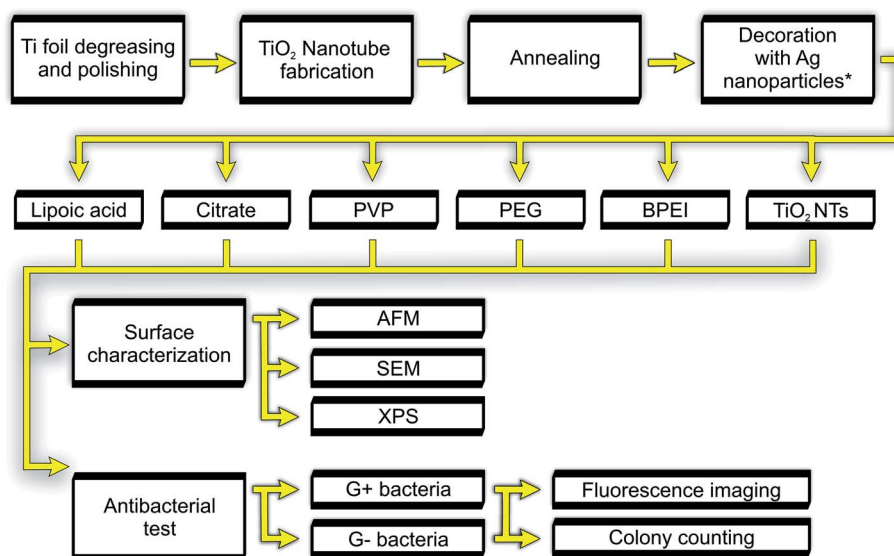 Ti foil degreasing
and polishing
TiO₂ Nanotube
fabrication
Annealing
Decoration
with Ag
nanoparticles*
Lipoic acid
Citrate
PVP
PEG
BPEI
TiO₂ NTs
Surface
characterization
AFM
SEM
XPS
Antibacterial
test
G+ bacteria
G- bacteria
Fluorescence imaging
Colony counting